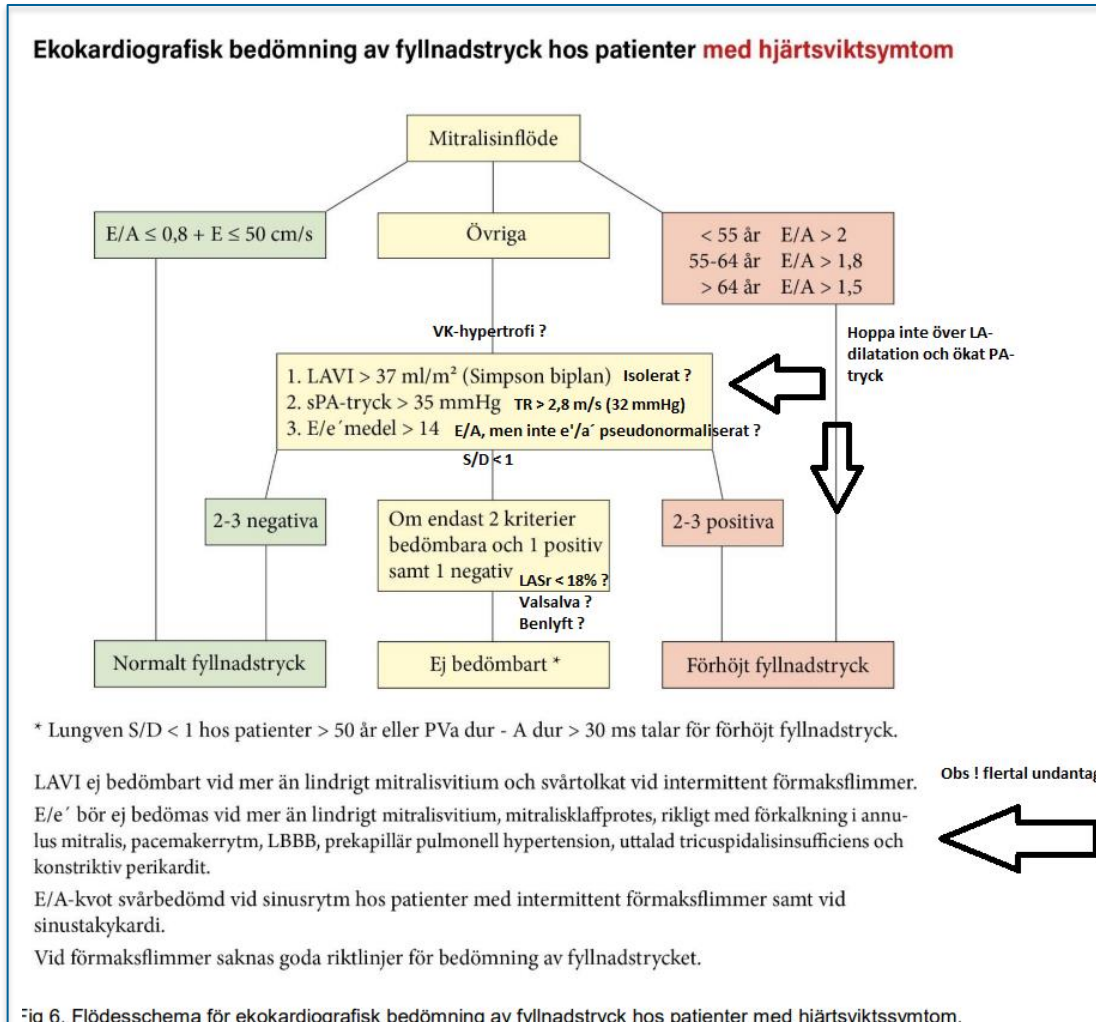 Ekokardiografisk bedömning av fyllnadstryck hos patienter med hjärtsviktsymtom
Mitralisinflöde
E/A ≤ 0,8 + E ≤ 50 cm/s
Övriga
< 55 år E/A > 2
55-64 år E/A > 1,8
> 64 år E/A > 1,5
VK-hypertrofi ?
Hoppa inte över LA-
dilatation och ökat PA-
tryck
1. LAVI > 37 ml/m² (Simpson biplan) Isolerat ?
2. sPA-tryck > 35 mmHg TR > 2,8 m/s (32 mmHg)
3. E/e´medel > 14 E/A, men inte e'/a´ pseudonormaliserat ?
S/D < 1
2-3 negativa
Om endast 2 kriterier
bedömbara och 1 positiv
samt 1 negativ LASr < 18% ?
Valsalva ?
Benlyft ?
2-3 positiva
Normalt fyllnadstryck
Ej bedömbart *
Förhöjt fyllnadstryck
* Lungven S/D < 1 hos patienter > 50 år eller PVa dur - A dur > 30 ms talar för förhöjt fyllnadstryck.
LAVI ej bedömbart vid mer än lindrigt mitralisvitium och svårtolkat vid intermittent förmaksflimmer.
Obs ! flertal undantag
E/e´ bör ej bedömas vid mer än lindrigt mitralisvitium, mitralisklaffprotes, rikligt med förkalkning i annu-
lus mitralis, pacemakerrytm, LBBB, prekapillär pulmonell hypertension, uttalad tricuspidalisinsufficiens och
konstriktiv perikardit.
E/A-kvot svårbedömd vid sinusrytm hos patienter med intermittent förmaksflimmer samt vid
sinustakykardi.
Vid förmaksflimmer saknas goda riktlinjer för bedömning av fyllnadstrycket.
Fig 6. Flödesschema för ekokardiografisk bedömning av fyllnadstryck hos patienter med hjärtsviktssymtom.